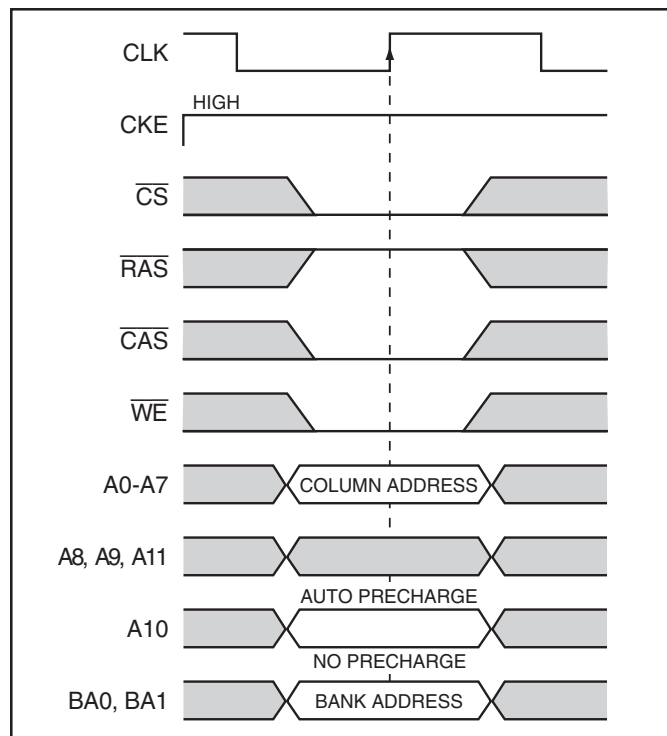 CLK
HIGH
CKE
CS
RAS
CAS
WE
A0-A7 COLUMN ADDRESS
A8, A9, A11
AUTO PRECHARGE
A10
NO PRECHARGE
BA0, BA1 BANK ADDRESS